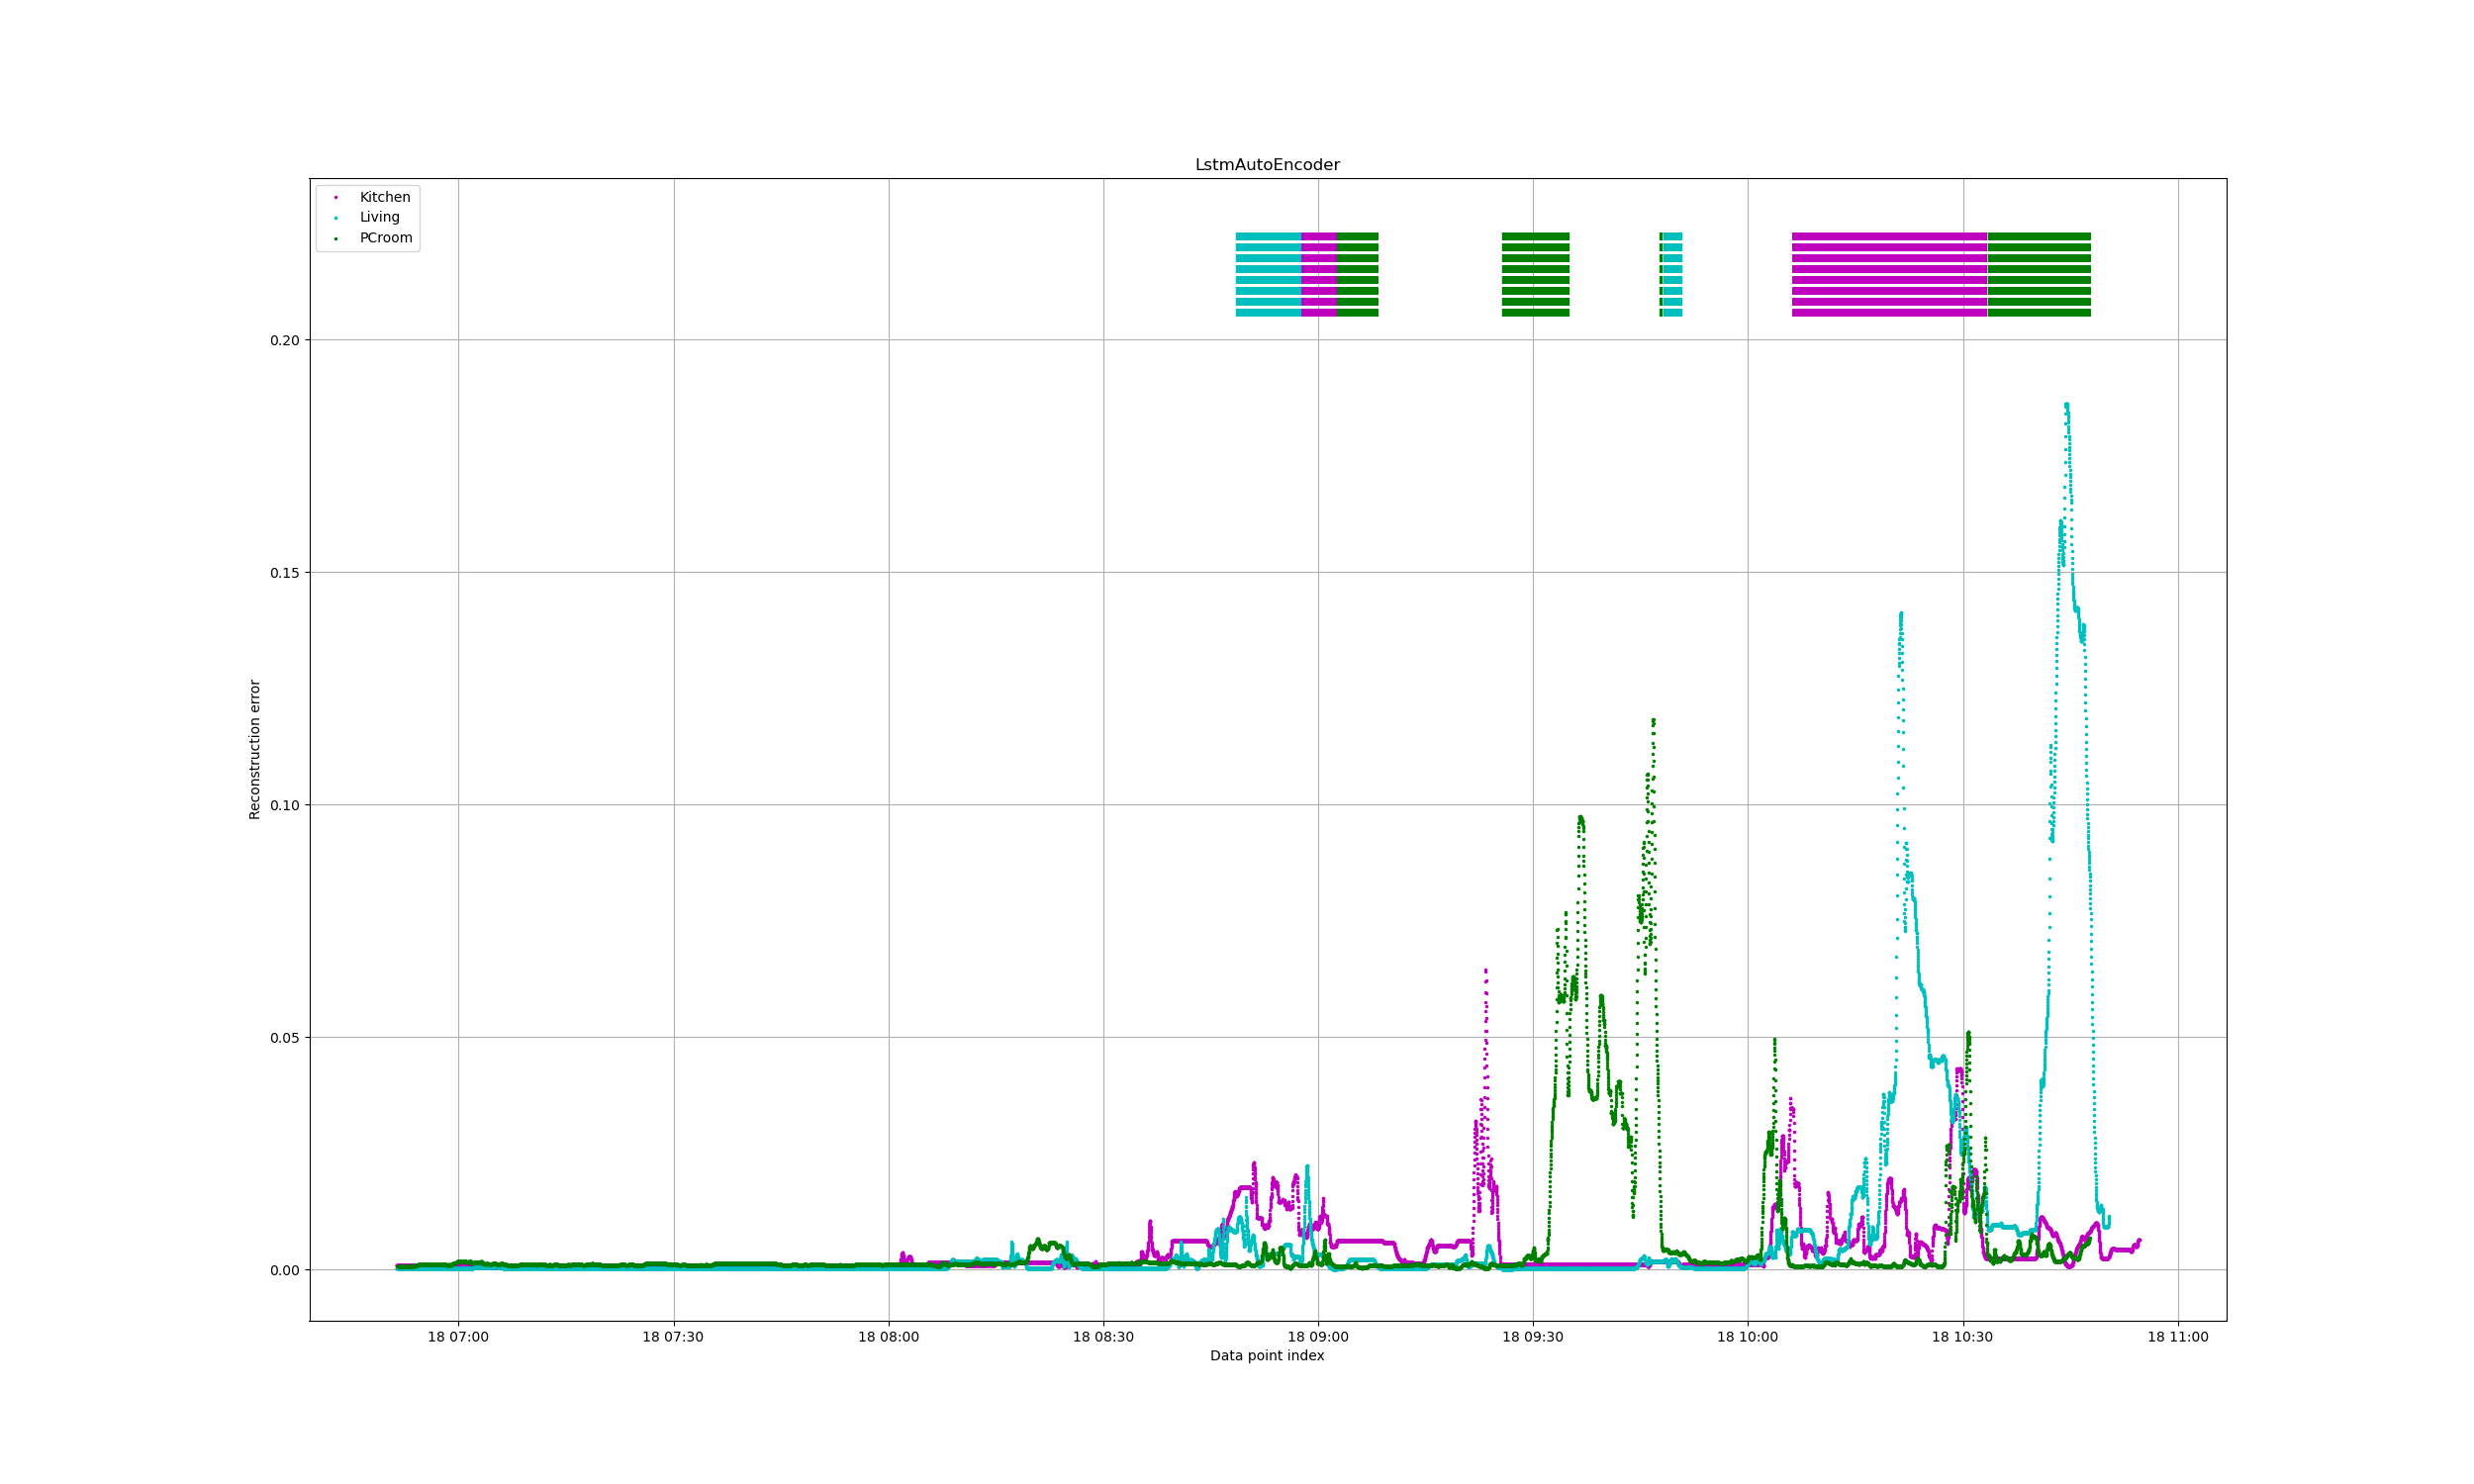 LstmAutoEncoder
Kitchen
Living
PCroom
0.20
0.15
0.10
0.05
0.00
Reconstruction error
18 07:00
18 07:30
18 08:00
18 08:30
18 09:00
18 09:30
18 10:00
18 10:30
18 11:00
Data point index